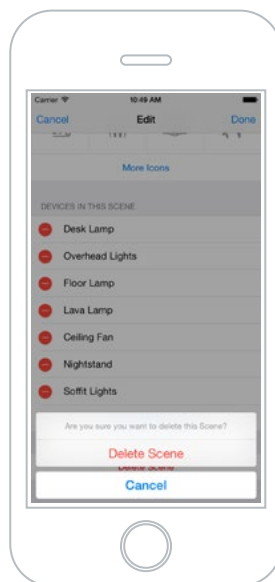 Carrier 10:49 AM
Cancel Edit Done
More Icons
DEVICES IN THIS SCENE
Desk Lamp
Overhead Lights
Floor Lamp
Lava Lamp
Ceiling Fan
Nightstand
Soffit Lights
Are you sure you want to delete this Scene?
Delete Scene
Delete Scene
Cancel